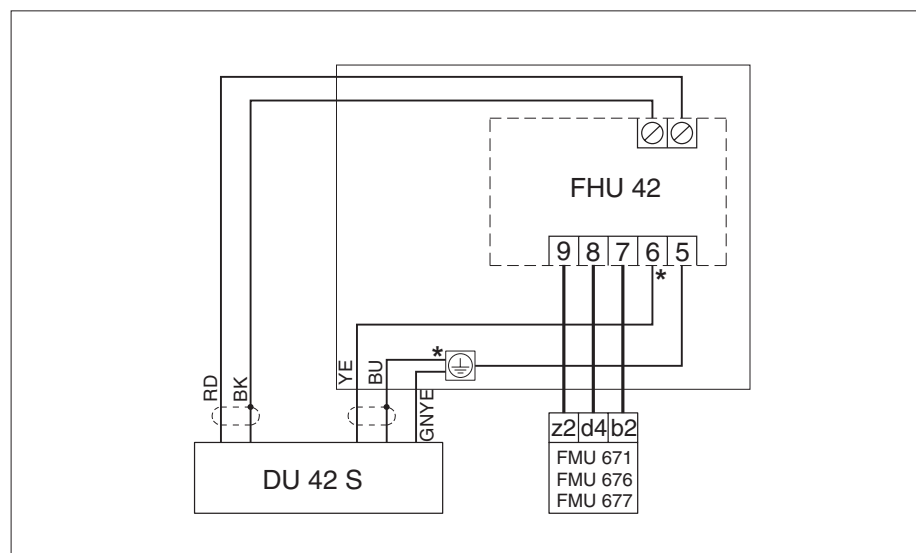 FHU 42
9 8 7 6 5
*
*
RD
BK
YE
BU
GNYE
z2 d4 b2
DU 42 S
FMU 671
FMU 676
FMU 677